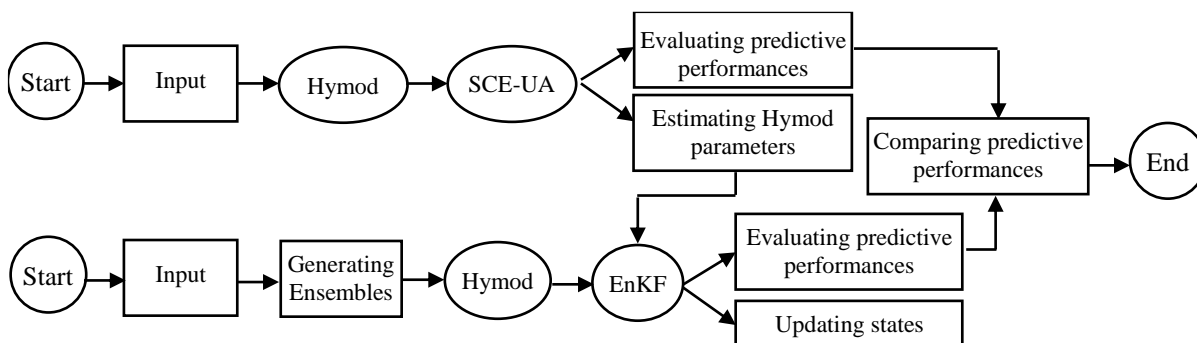 Start
Input
Hymod
SCE-UA
Evaluating predictive
performances
Estimating Hymod
parameters
Comparing predictive
performances
End
Start
Input
Generating
Ensembles
Hymod
EnKF
Evaluating predictive
performances
Updating states